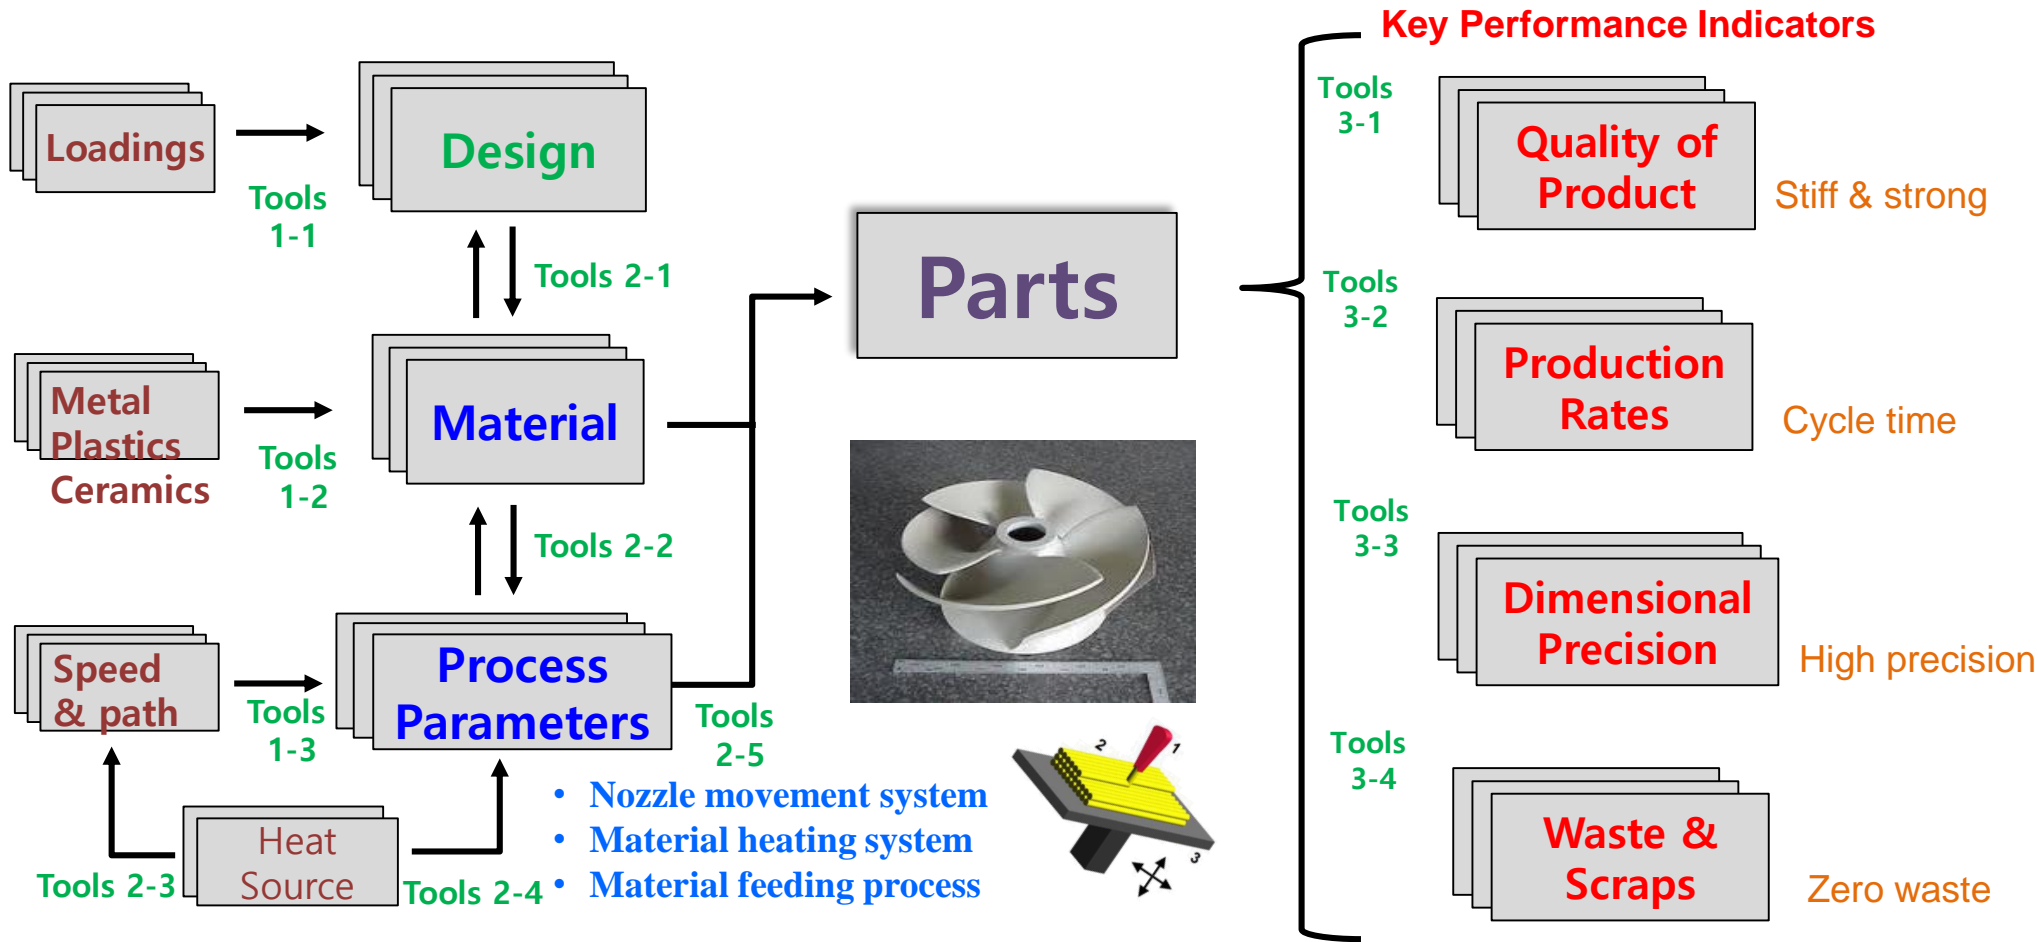 Key Performance Indicators
Loadings
Tools
1-1
Design
Tools 2-1
Metal
Plastics
Ceramics
Tools
1-2
Material
Tools 2-2
Speed
& path
Tools
1-3
Process
Parameters
Tools
2-5
Heat
Source
Tools 2-3
Tools 2-4
• Nozzle movement system
• Material heating system
• Material feeding process
Parts
2
1
3
Tools
3-1
Quality of
Product
Stiff & strong
Tools
3-2
Production
Rates
Cycle time
Tools
3-3
Dimensional
Precision
High precision
Tools
3-4
Waste &
Scraps
Zero waste